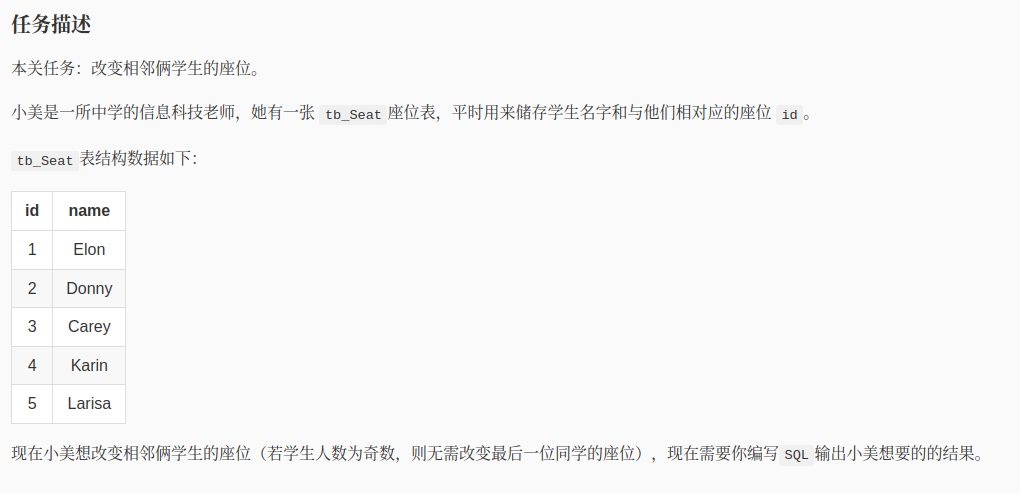 任务描述
本关任务：改变相邻俩学生的座位。
小美是一所中学的信息科技老师，她有一张 tb_Seat 座位表，平时用来储存学生名字和与他们相对应的座位 id 。
tb_Seat 表结构数据如下：
id name
1 Elon
2 Donny
3 Carey
4 Karin
5 Larisa
现在小美想改变相邻俩学生的座位（若学生人数为奇数，则无需改变最后一位同学的座位），现在需要你编写 SQL 输出小美想要的的结果。